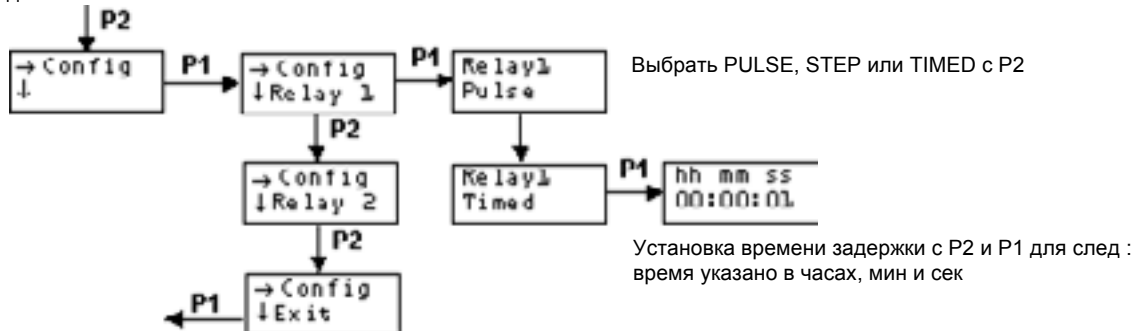 P2
→ Config
↓
P1
→ Config
↓Relay 1
P1
Relay1
Pulse
Выбрать PULSE, STEP или TIMED с P2
P2
→ Config
↓Relay 2
Relay1
Timed
P1
hh mm ss
00:00:01
P2
Установка времени задержки с P2 и P1 для след :
время указано в часах, мин и сек
→ Config
↓Exit
P1